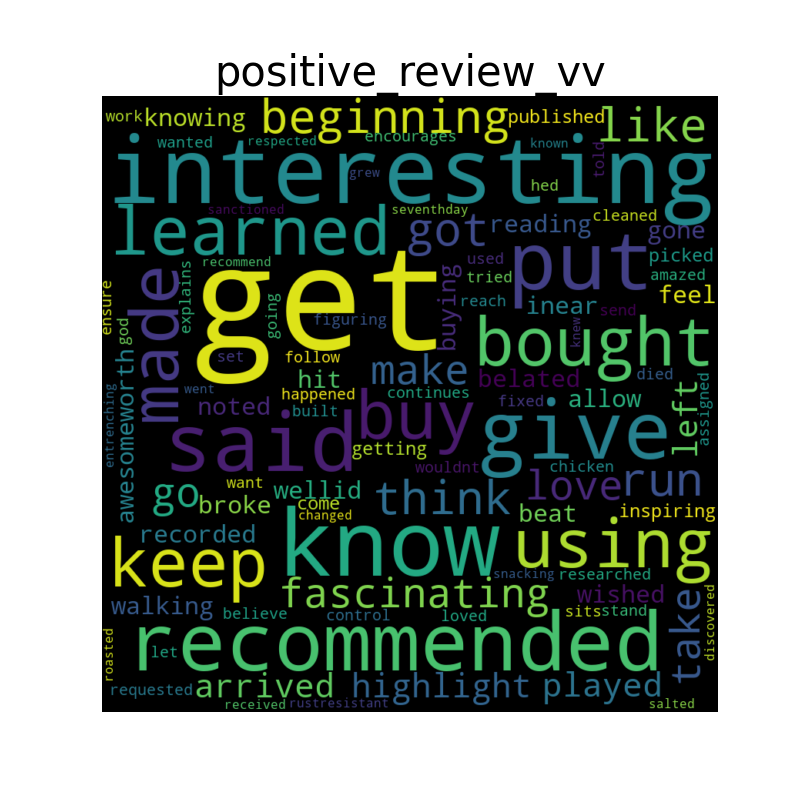 positive_review_vv
work knowing beginning published like
wanted respected encourages known told
interesting
grew hed
sanctioned seventhday cleaned
learned got reading gone
recommend used put picked
get tried amazed
made explains going buying reach send feel
ensure god figuring inear knew
set follow make bought
hit belated died
went happened continues fixed allow
noted built buy give left assigned
entrenching awesomeworth said getting
wouldnt chicken
want wellid think love run
go broke come changed beat inspiring
recorded know using
keep snacking researched
fascinating wished
walking believe control loved sits stand take discovered
roasted let recommended
requested arrived highlight played
received rustresistant salted